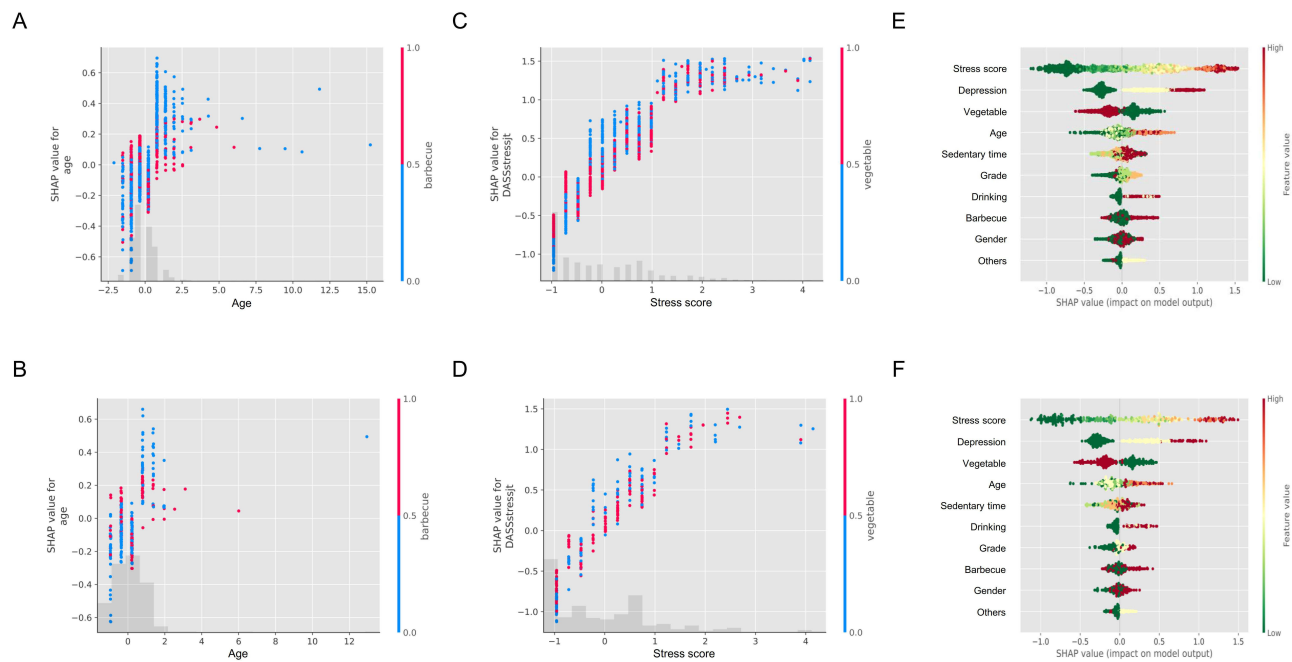 A
SHAP value for
age
0.6
0.4
0.2
0.0
−0.2
−0.4
−0.6
−2.5
0.0
2.5
5.0
7.5
10.0
12.5
15.0
Age
1.0
0.5
0.0
barbecue
C
SHAP value for
DASSstressjt
1.5
1.0
0.5
0.0
−0.5
−1.0
−1
0
1
2
3
4
Stress score
1.0
0.5
0.0
vegetable
E
Stress score
Depression
Vegetable
Age
Sedentary time
Grade
Drinking
Barbecue
Gender
Others
−1.0
−0.5
0.0
0.5
1.0
1.5
SHAP value (impact on model output)
High
Low
Feature value
B
SHAP value for
age
0.6
0.4
0.2
0.0
−0.2
−0.4
−0.6
0
2
4
6
8
10
12
Age
1.0
0.5
0.0
barbecue
D
SHAP value for
DASSstressjt
1.5
1.0
0.5
0.0
−0.5
−1.0
−1
0
1
2
3
4
Stress score
1.0
0.5
0.0
vegetable
F
Stress score
Depression
Vegetable
Age
Sedentary time
Drinking
Grade
Barbecue
Gender
Others
−1.0
−0.5
0.0
0.5
1.0
1.5
SHAP value (impact on model output)
High
Low
Feature value